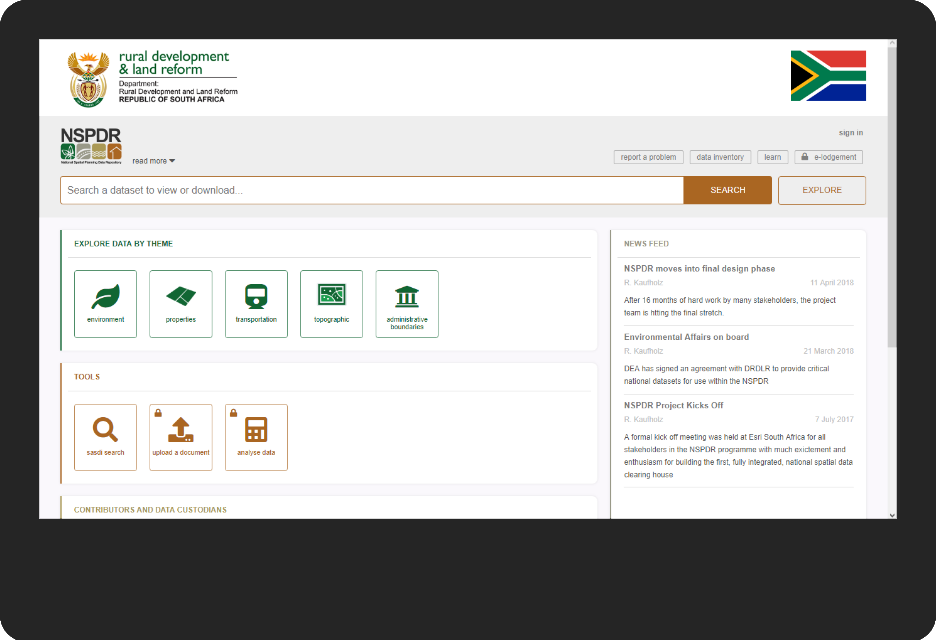 rural development
& land reform
Department:
Rural Development and Land Reform
REPUBLIC OF SOUTH AFRICA
NSPDR
National Spatial Planning Data Repository
read more
sign in
report a problem
data inventory
learn
e-lodgement
Search a dataset to view or download...
SEARCH
EXPLORE
EXPLORE DATA BY THEME
environment
properties
transportation
topographic
administrative
boundaries
TOOLS
sasdi search
upload a document
analyse data
CONTRIBUTORS AND DATA CUSTODIANS
NEWS FEED
NSPDR moves into final design phase
R. Kaufholz 11 April 2018
After 16 months of hard work by many stakeholders, the project
team is hitting the final stretch.
Environmental Affairs on board
R. Kaufholz 21 March 2018
DEA has signed an agreement with DRDLR to provide critical
national datasets for use within the NSPDR
NSPDR Project Kicks Off
R. Kaufholz 7 July 2017
A formal kick off meeting was held at Esri South Africa for all
stakeholders in the NSPDR programme with much exictement and
enthusiasm for building the first, fully integrated, national spatial data
clearing house